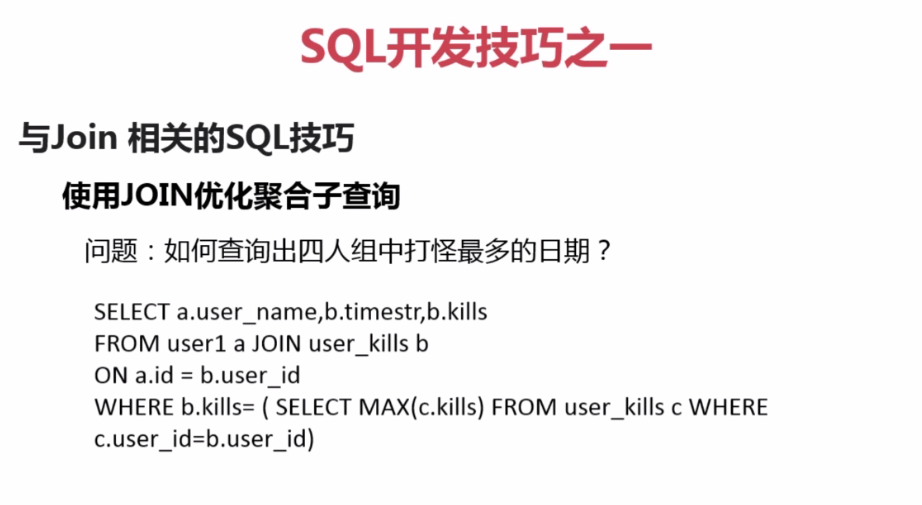 SQL开发技巧之一
与Join 相关的SQL技巧
使用JOIN优化聚合子查询
问题：如何查询出四人组中打怪最多的日期？
SELECT a.user_name,b.timestr,b.kills
FROM user1 a JOIN user_kills b
ON a.id = b.user_id
WHERE b.kills= ( SELECT MAX(c.kills) FROM user_kills c WHERE
c.user_id=b.user_id)